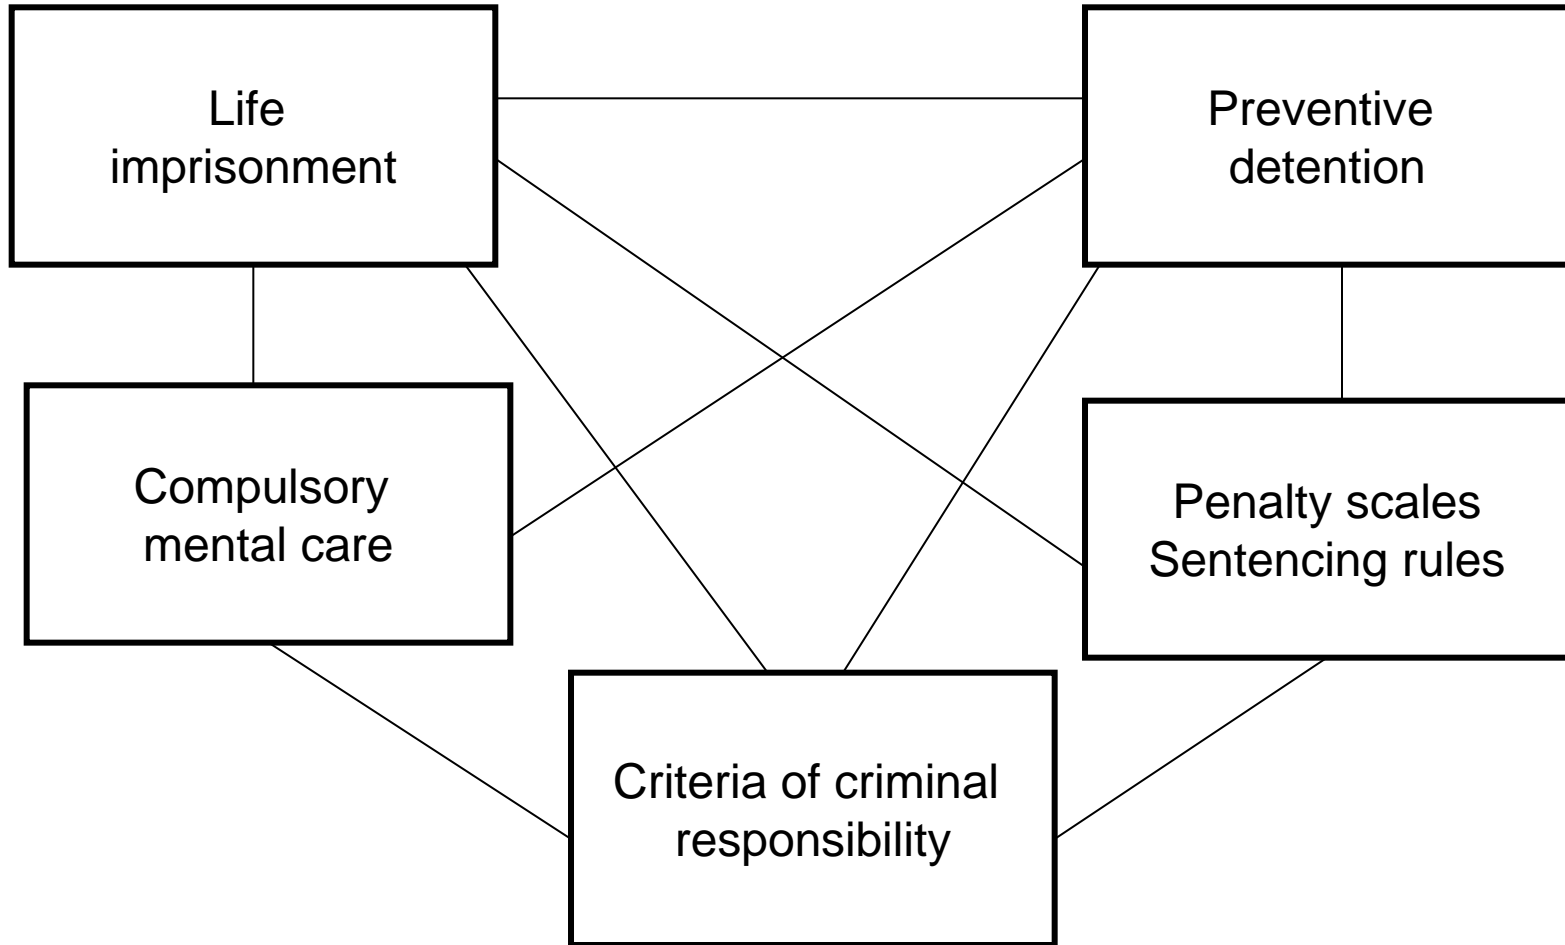 Life
imprisonment
Preventive
detention
Compulsory
mental care
Penalty scales
Sentencing rules
Criteria of criminal
responsibility